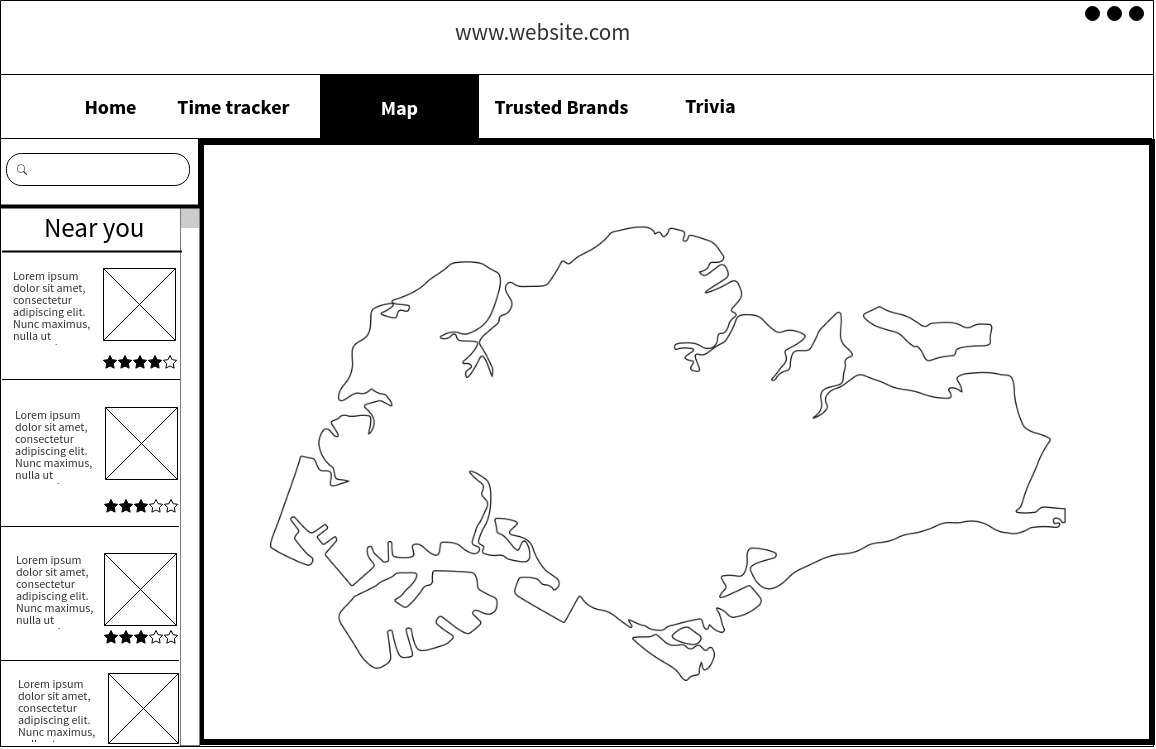 www.website.com
Home Time tracker Map Trusted Brands Trivia
Near you
Lorem ipsum
dolor sit amet,
consectetur
adipiscing elit.
Nunc maximus,
nulla ut
Lorem ipsum
dolor sit amet,
consectetur
adipiscing elit.
Nunc maximus,
nulla ut
Lorem ipsum
dolor sit amet,
consectetur
adipiscing elit.
Nunc maximus,
nulla ut
Lorem ipsum
dolor sit amet,
consectetur
adipiscing elit.
Nunc maximus,